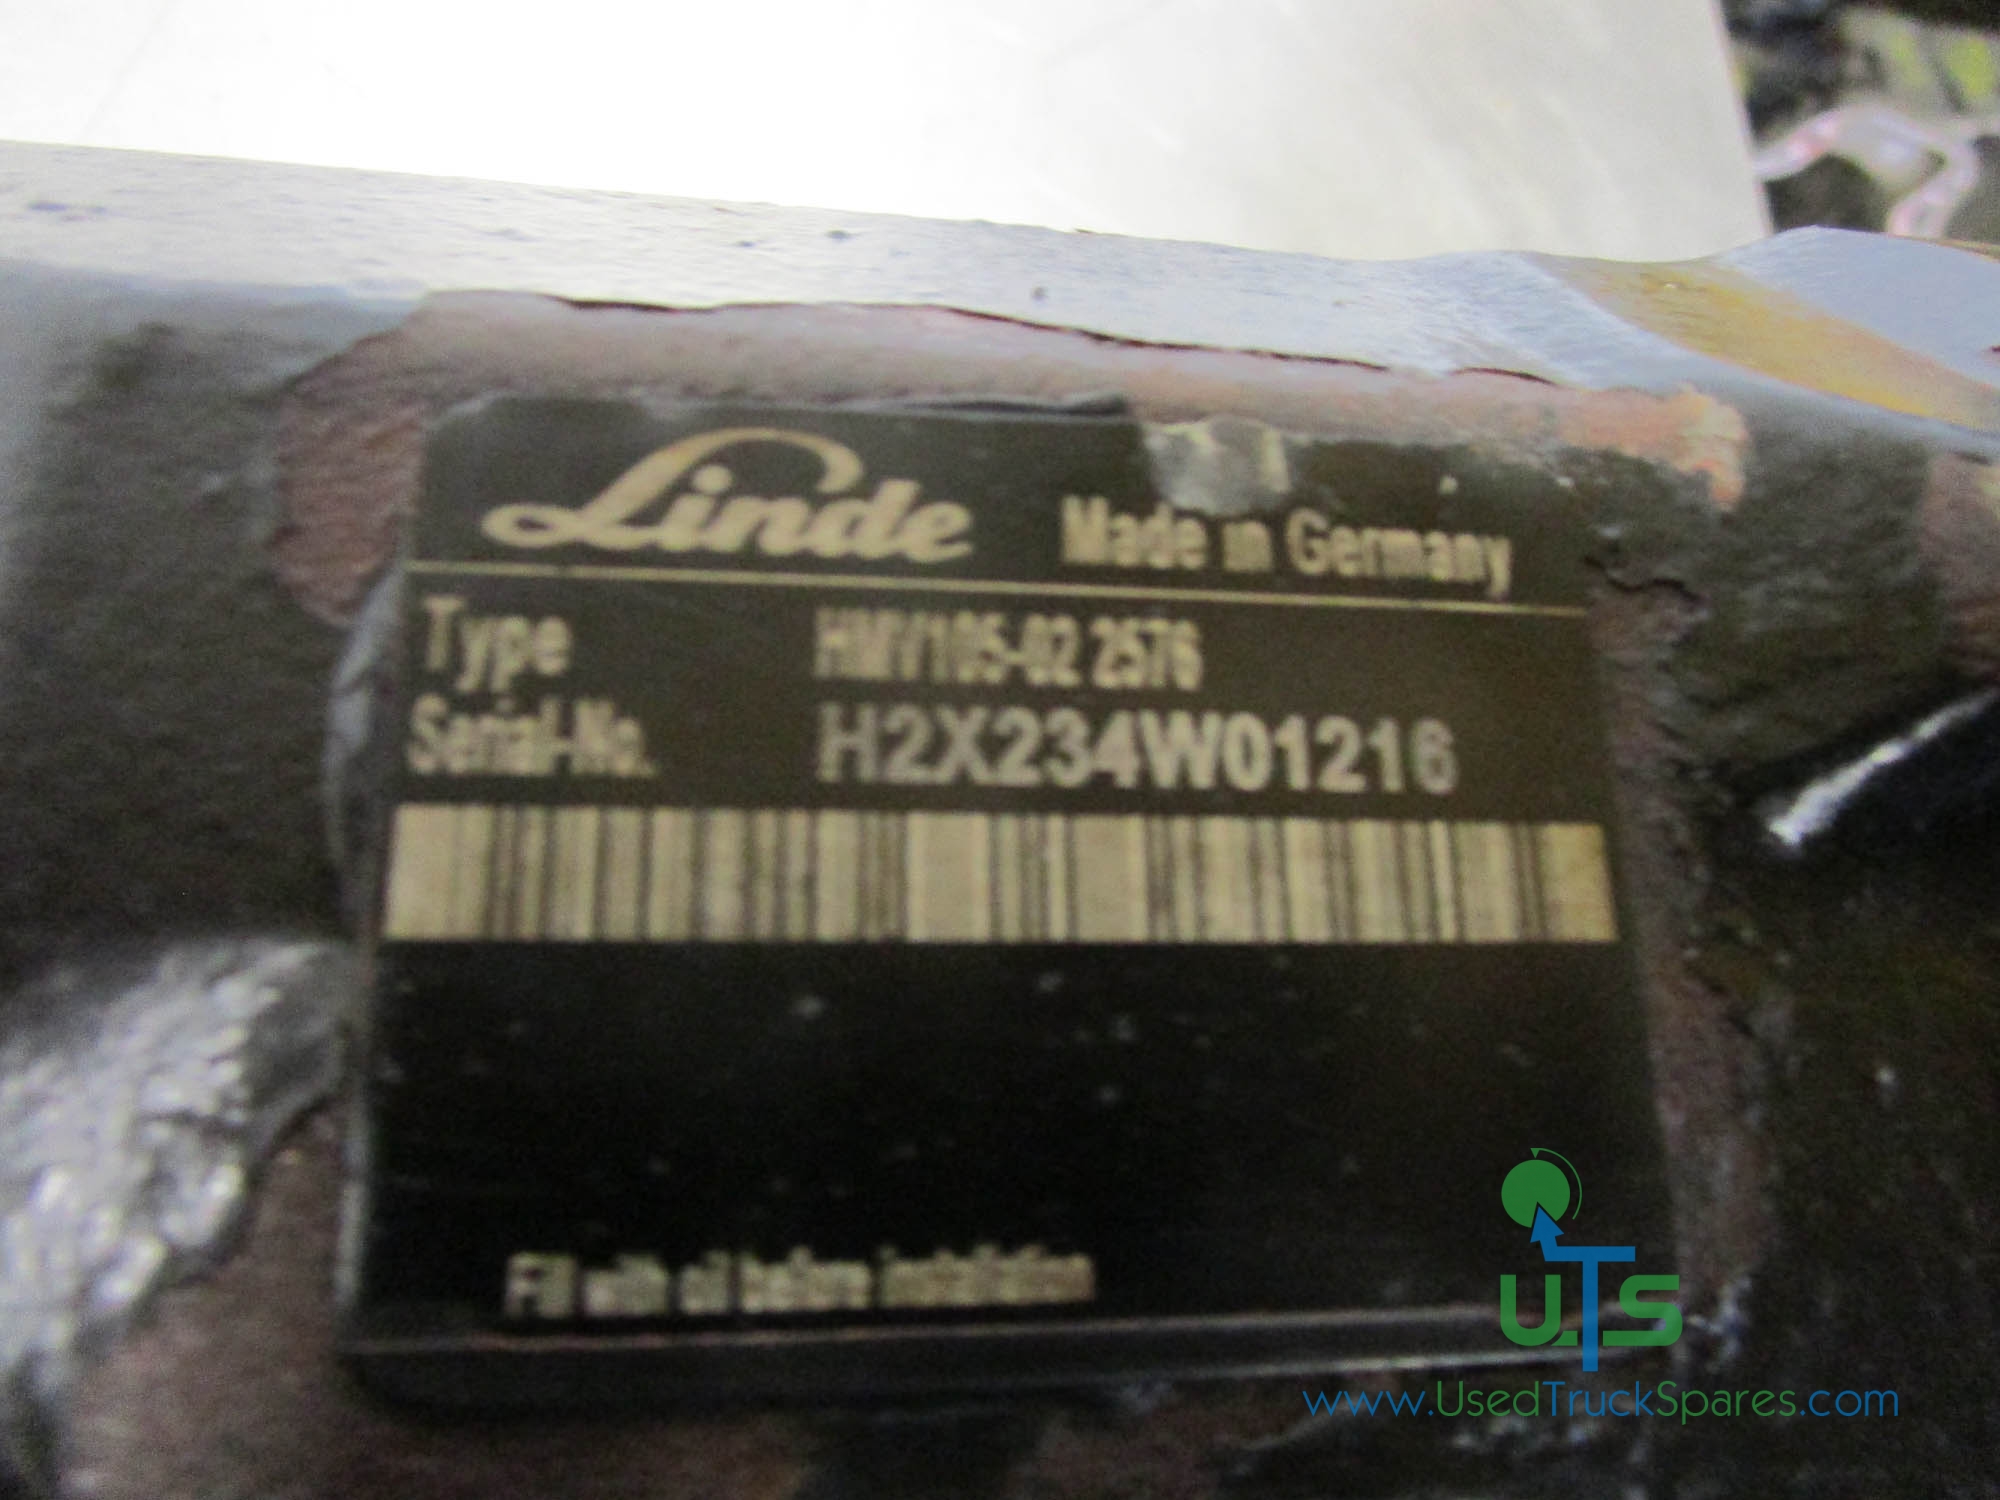 Linde Made in Germany
Type HMV105-02 2576
Serial-No. H2X234W01216
Fill with oil before installation
UTS
www.UsedTruckSpares.com